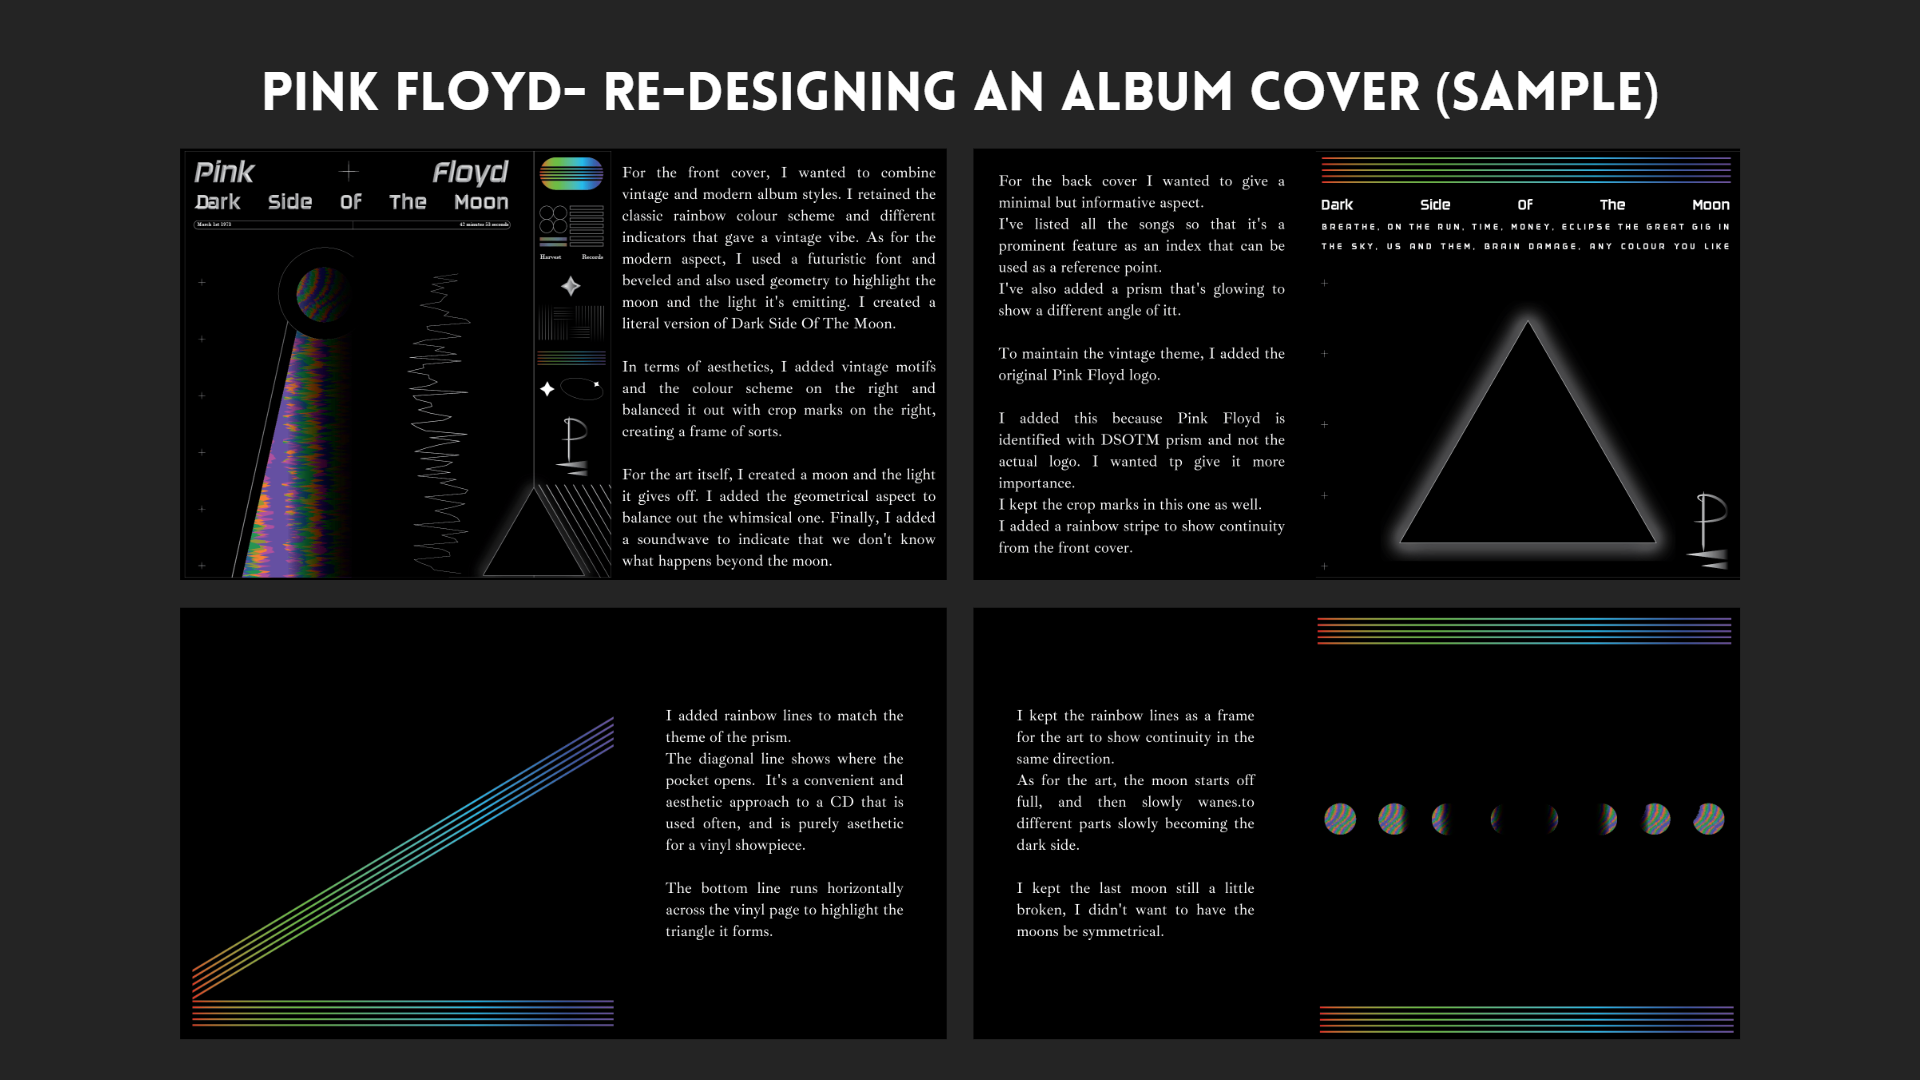 PINK FLOYD- RE-DESIGNING AN ALBUM COVER (SAMPLE)
Pink Floyd
Dark Side Of The Moon
March 1st 1973 42 minutes 53 seconds
Harvest Records
For the front cover, I wanted to combine
vintage and modern album styles. I retained the
classic rainbow colour scheme and different
indicators that gave a vintage vibe. As for the
modern aspect, I used a futuristic font and
beveled and also used geometry to highlight the
moon and the light it's emitting. I created a
literal version of Dark Side Of The Moon.
In terms of aesthetics, I added vintage motifs
and the colour scheme on the right and
balanced it out with crop marks on the right,
creating a frame of sorts.
For the art itself, I created a moon and the light
it gives off. I added the geometrical aspect to
balance out the whimsical one. Finally, I added
a soundwave to indicate that we don't know
what happens beyond the moon.
For the back cover I wanted to give a
minimal but informative aspect.
I've listed all the songs so that it's a
prominent feature as an index that can be
used as a reference point.
I've also added a prism that's glowing to
show a different angle of itt.
To maintain the vintage theme, I added the
original Pink Floyd logo.
I added this because Pink Floyd is
identified with DSOTM prism and not the
actual logo. I wanted tp give it more
importance.
I kept the crop marks in this one as well.
I added a rainbow stripe to show continuity
from the front cover.
Dark Side Of The Moon
BREATHE, ON THE RUN, TIME, MONEY, ECLIPSE THE GREAT GIG IN
THE SKY, US AND THEM, BRAIN DAMAGE, ANY COLOUR YOU LIKE
I added rainbow lines to match the
theme of the prism.
The diagonal line shows where the
pocket opens. It's a convenient and
aesthetic approach to a CD that is
used often, and is purely asethetic
for a vinyl showpiece.
The bottom line runs horizontally
across the vinyl page to highlight the
triangle it forms.
I kept the rainbow lines as a frame
for the art to show continuity in the
same direction.
As for the art, the moon starts off
full, and then slowly wanes.to
different parts slowly becoming the
dark side.
I kept the last moon still a little
broken, I didn't want to have the
moons be symmetrical.